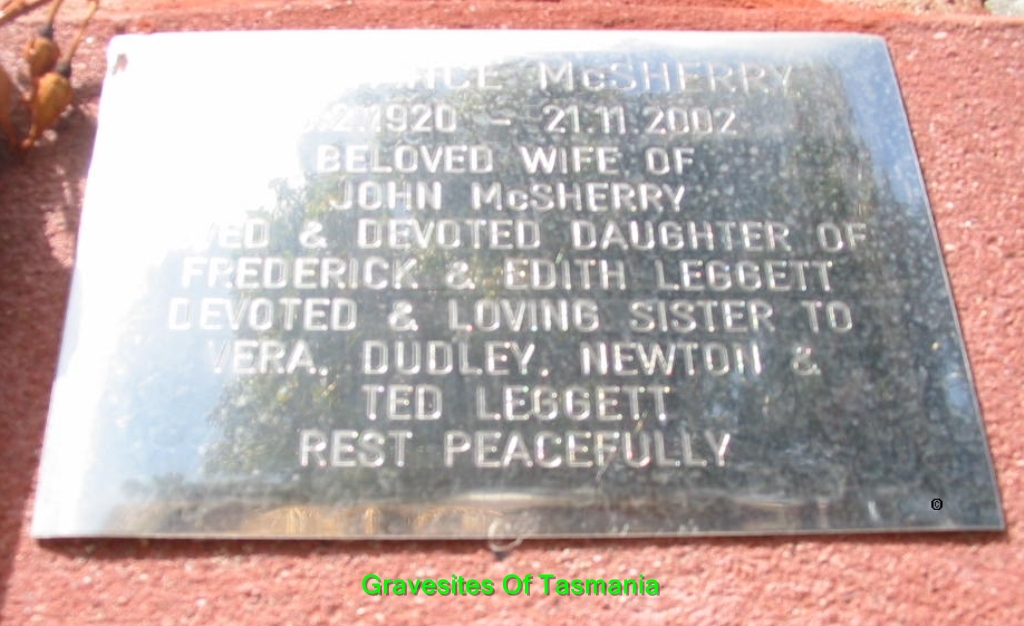 McSHERRY
- 21.11.2002
BELOVED WIFE OF
JOHN McSHERRY
& DEVOTED DAUGHTER OF
FREDERICK & EDITH LEGGETT
DEVOTED & LOVING SISTER TO
VERA, DUDLEY, NEWTON &
TED LEGGETT
REST PEACEFULLY
©
Gravesites Of Tasmania